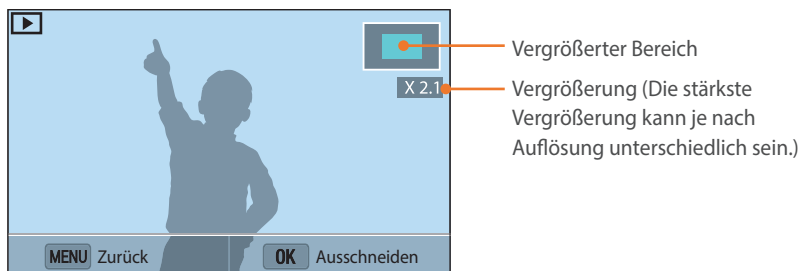 Vergrößerter Bereich
X 2.1
Vergrößerung (Die stärkste
Vergrößerung kann je nach
Auflösung unterschiedlich sein.)
MENU Zurück
OK Ausschneiden